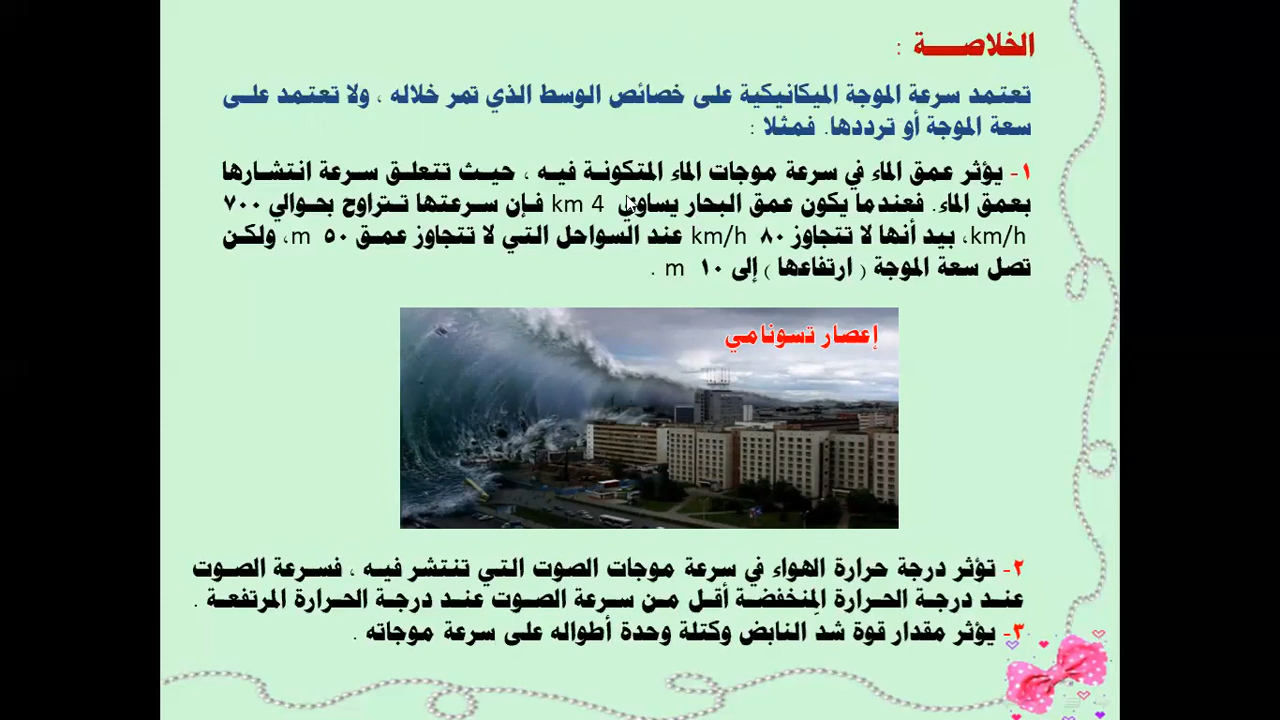 الخلاصــــة :
تعتمد سرعة الموجة الميكانيكية على خصائص الوسط الذي تمر خلاله ، ولا تعتمد على
سعة الموجة أو ترددها. فمثلا :
١- يؤثر عمق الماء في سرعة موجات الماء المتكونة فيه ، حيث تتعلق سرعة انتشارها
بعمق الماء. فعندما يكون عمق البحار يساوي 4 km فإن سرعتها تتراوح بحوالي ٧٠٠
km/h، بيد أنها لا تتجاوز ٨٠ km/h عند السواحل التي لا تتجاوز عمق ٥٠ m، ولكن
تصل سعة الموجة ( ارتفاعها ) إلى ١٠ m .
إعصار تسونامي
٢- تؤثر درجة حرارة الهواء في سرعة موجات الصوت التي تنتشر فيه ، فسرعة الصوت
عند درجة الحرارة المنخفضة أقل من سرعة الصوت عند درجة الحرارة المرتفعة .
٣- يؤثر مقدار قوة شد النابض وكتلة وحدة أطواله على سرعة موجاته .